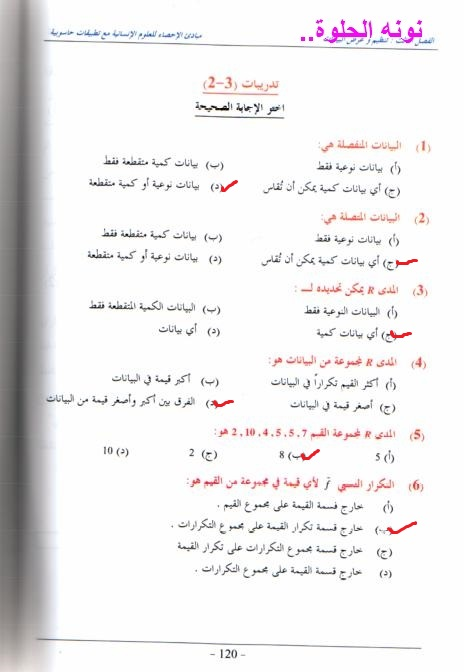 نونه الحلوة..
مبادئ الإحصاء للعلوم الإنسانية مع تطبيقات حاسوبية
الفصل : تنظيم و عرض
تدريبات (3-2)
اختر الإجابة الصحيحة
(1) البيانات المنفصلة هي:
(أ) بيانات نوعية فقط (ب) بيانات كمية متقطعة فقط
(ج) أي بيانات كمية يمكن أن تُقاس (د) بيانات نوعية أو كمية متقطعة
(2) البيانات المتصلة هي:
(أ) بيانات نوعية فقط (ب) بيانات كمية متقطعة فقط
(ج) أي بيانات كمية يمكن أن تُقاس (د) بيانات نوعية أو كمية متقطعة
(3) المدى R يمكن تحديده لـــ :
(أ) البيانات النوعية فقط (ب) البيانات الكمية المتقطعة فقط
(ج) أي بيانات كمية (د) أي بيانات
(4) المدى R لمجموعة من البيانات هو:
(أ) أكثر القيم تكراراً في البيانات (ب) أكبر قيمة في البيانات
(ج) أصغر قيمة في البيانات (د) الفرق بين أكبر وأصغر قيمة من البيانات
(5) المدى R لمجموعة القيم 2,10,4,5,5,7 هو:
(أ) 5 (ب) 8 (ج) 2 (د) 10
(6) التكرار النسبي f̄ لأي قيمة في مجموعة من القيم هو:
(أ) خارج قسمة القيمة على مجموع القيم .
(ب) خارج قسمة تكرار القيمة على مجموع التكرارات .
(ج) خارج قسمة مجموع التكرارات على تكرار القيمة
(د) خارج قسمة القيمة على مجموع التكرارات .
- 120 -